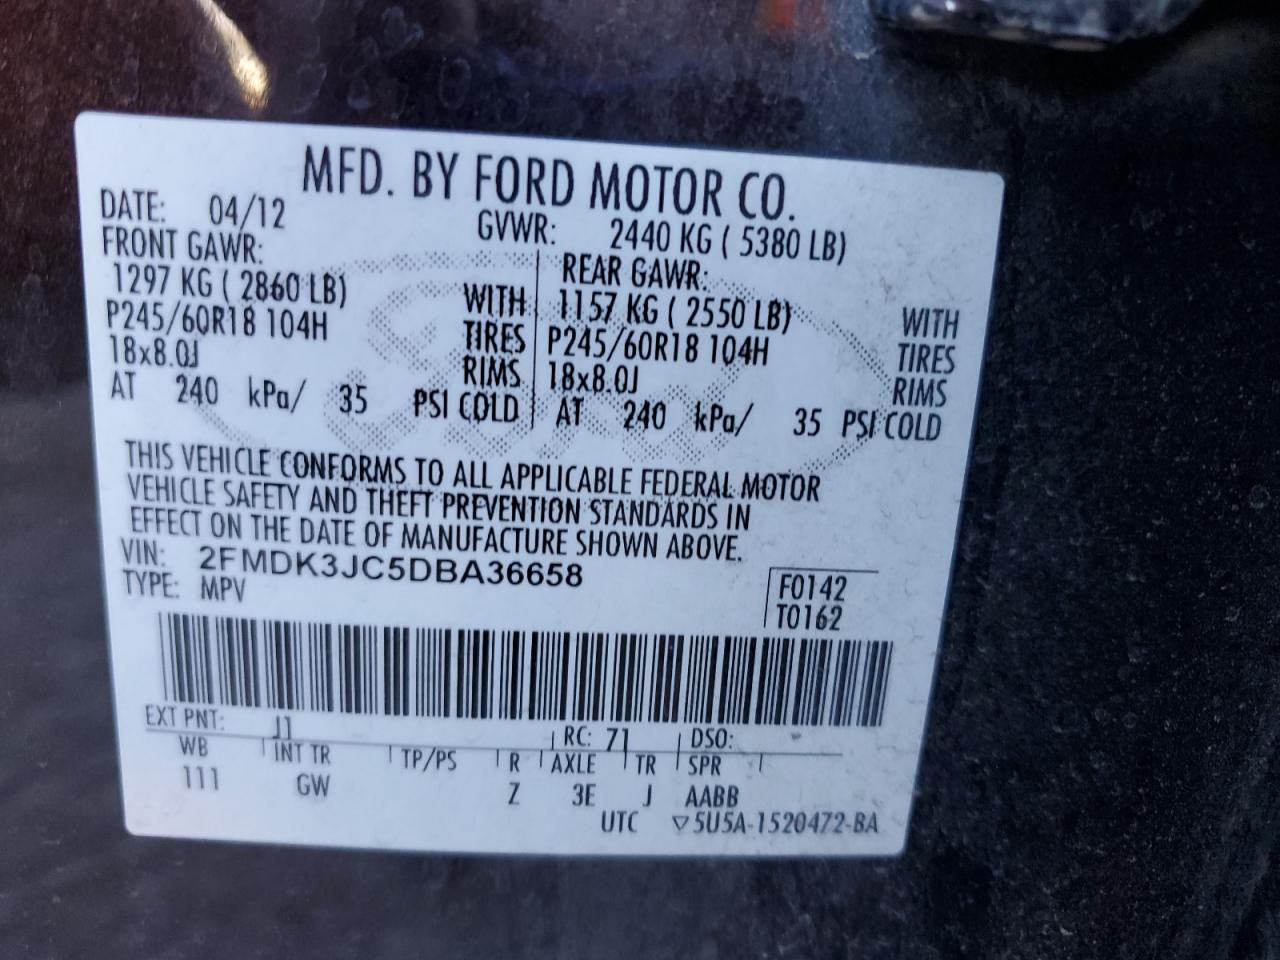 MFD. BY FORD MOTOR CO.
DATE: 04/12 GVWR: 2440 KG ( 5380 LB)
FRONT GAWR: REAR GAWR:
1297 KG ( 2860 LB) WITH 1157 KG ( 2550 LB) WITH
P245/60R18 104H TIRES P245/60R18 104H TIRES
18x8.0J RIMS 18x8.0J RIMS
AT 240 kPa/ 35 PSI COLD AT 240 kPa/ 35 PSI COLD
THIS VEHICLE CONFORMS TO ALL APPLICABLE FEDERAL MOTOR
VEHICLE SAFETY AND THEFT PREVENTION STANDARDS IN
EFFECT ON THE DATE OF MANUFACTURE SHOWN ABOVE.
VIN: 2FMDK3JC5DBA36658
TYPE: MPV
F0142
T0162
EXT PNT: J1 RC: 71 DSO:
WB INT TR TP/PS R AXLE TR SPR
111 GW Z 3E J AABB
UTC ▽5U5A-1520472-BA